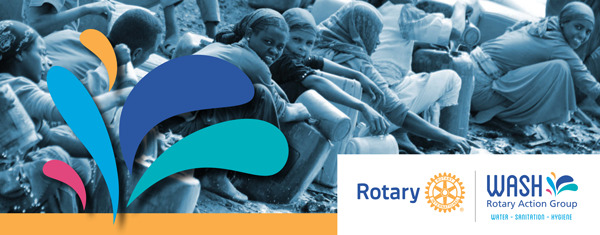 Rotary
WASH
Rotary Action Group
WATER - SANITATION - HYGIENE